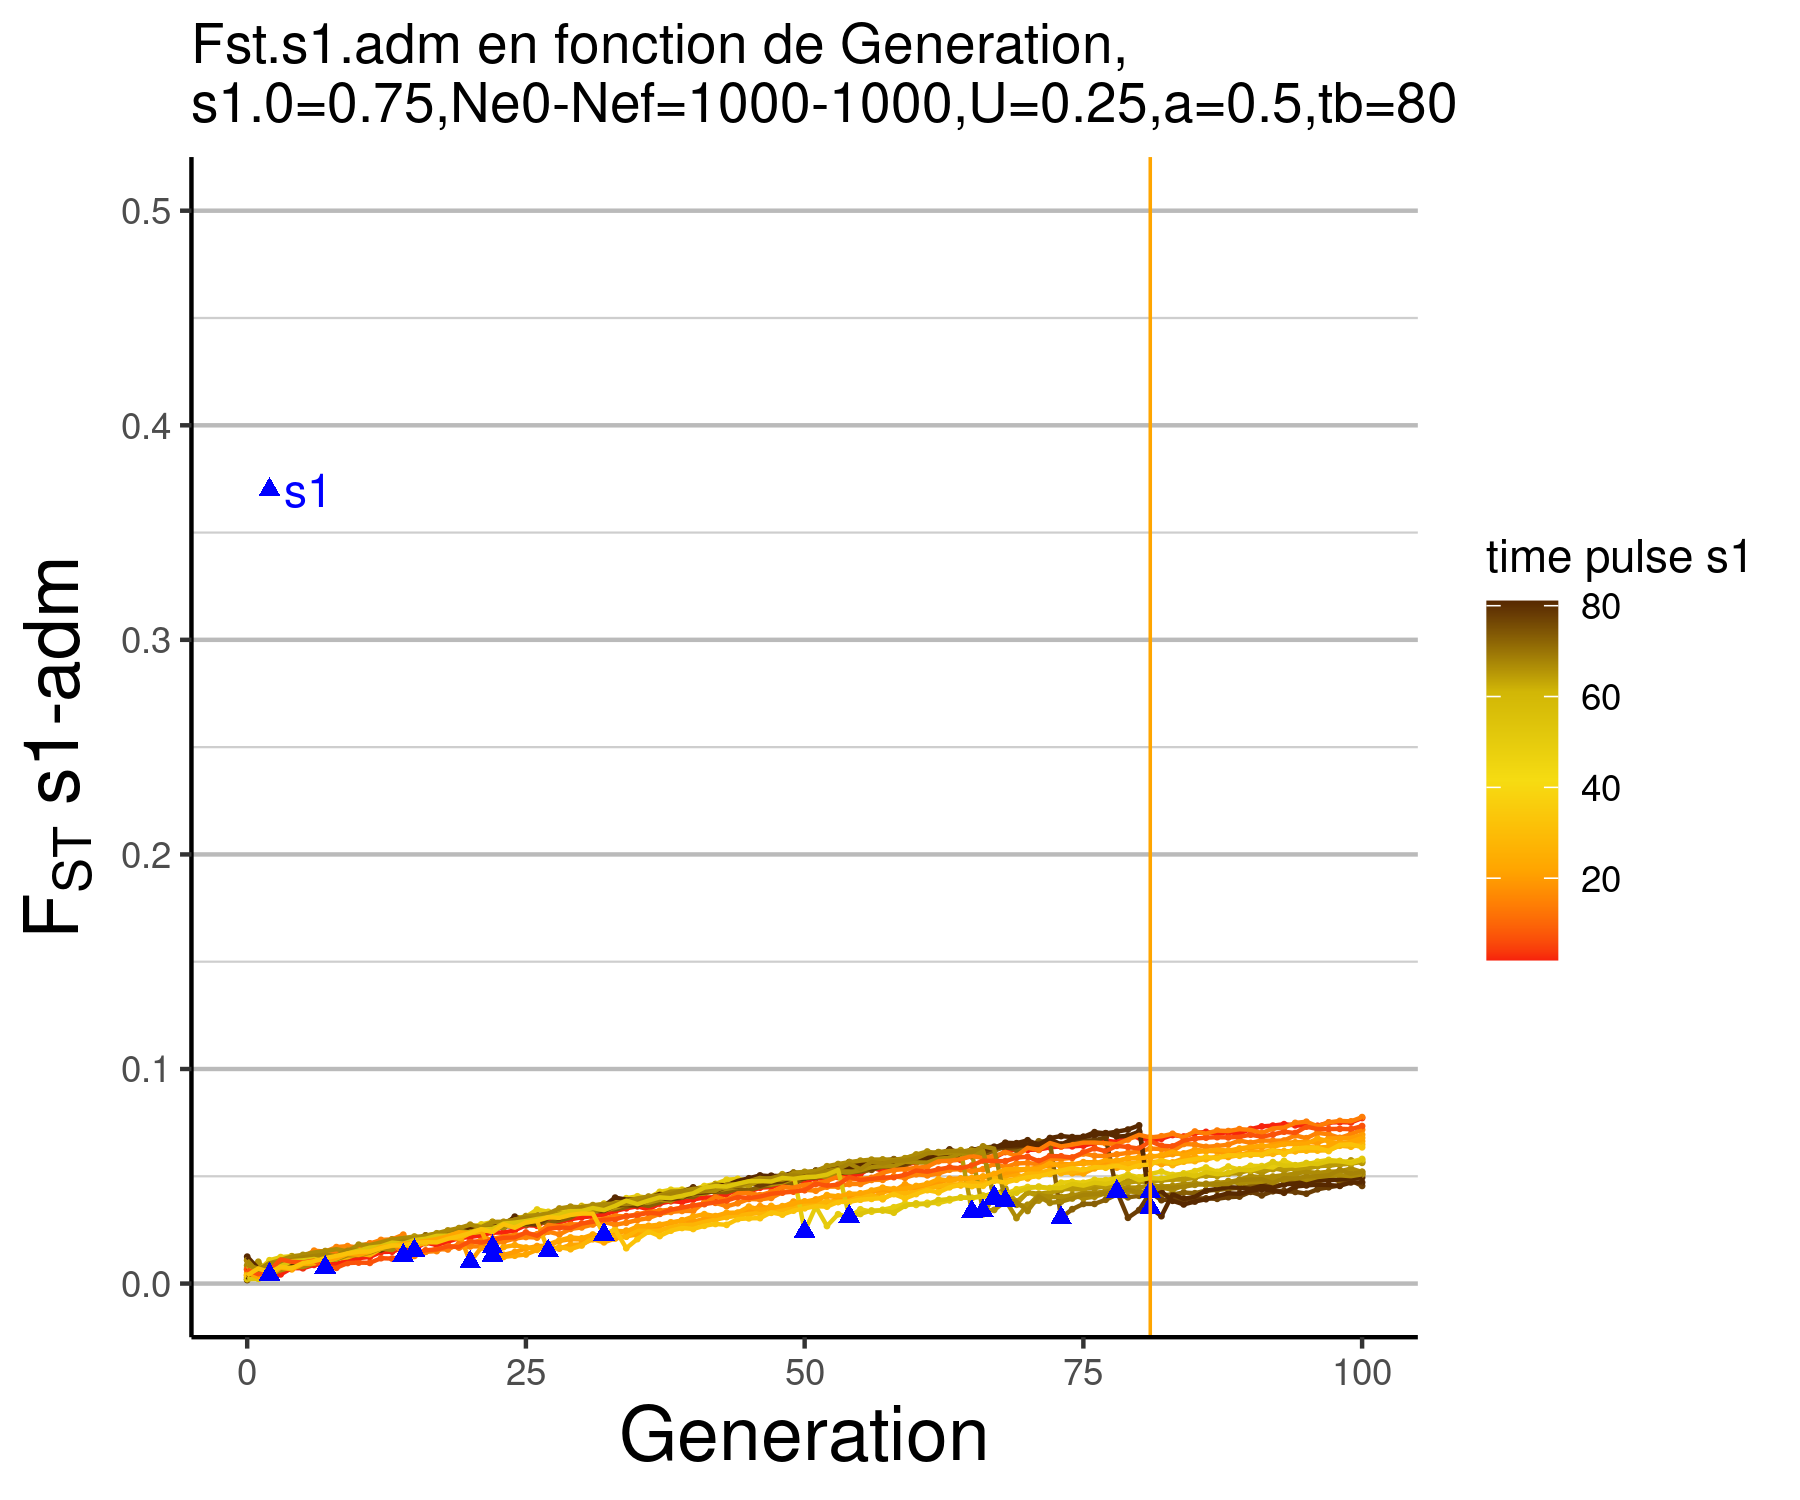 Fst.s1.adm en fonction de Generation,
s1.0=0.75,Ne0-Nef=1000-1000,U=0.25,a=0.5,tb=80
0.5
0.4
0.3
0.2
0.1
0.0
F_ST s1-adm
s1
0 25 50 75 100
Generation
time pulse s1
80
60
40
20